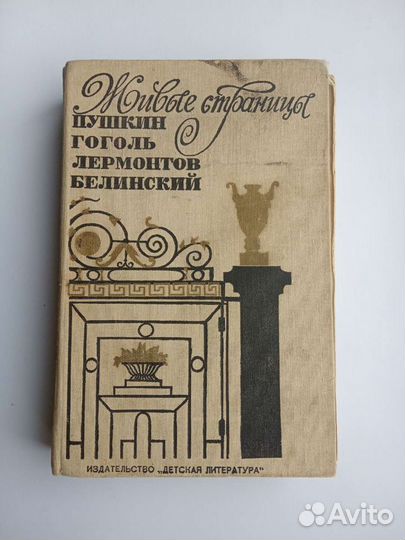 Живые страницы
ПУШКИН
ГОГОЛЬ
ЛЕРМОНТОВ
БЕЛИНСКИЙ
ИЗДАТЕЛЬСТВО „ДЕТСКАЯ ЛИТЕРАТУРА"
Avito